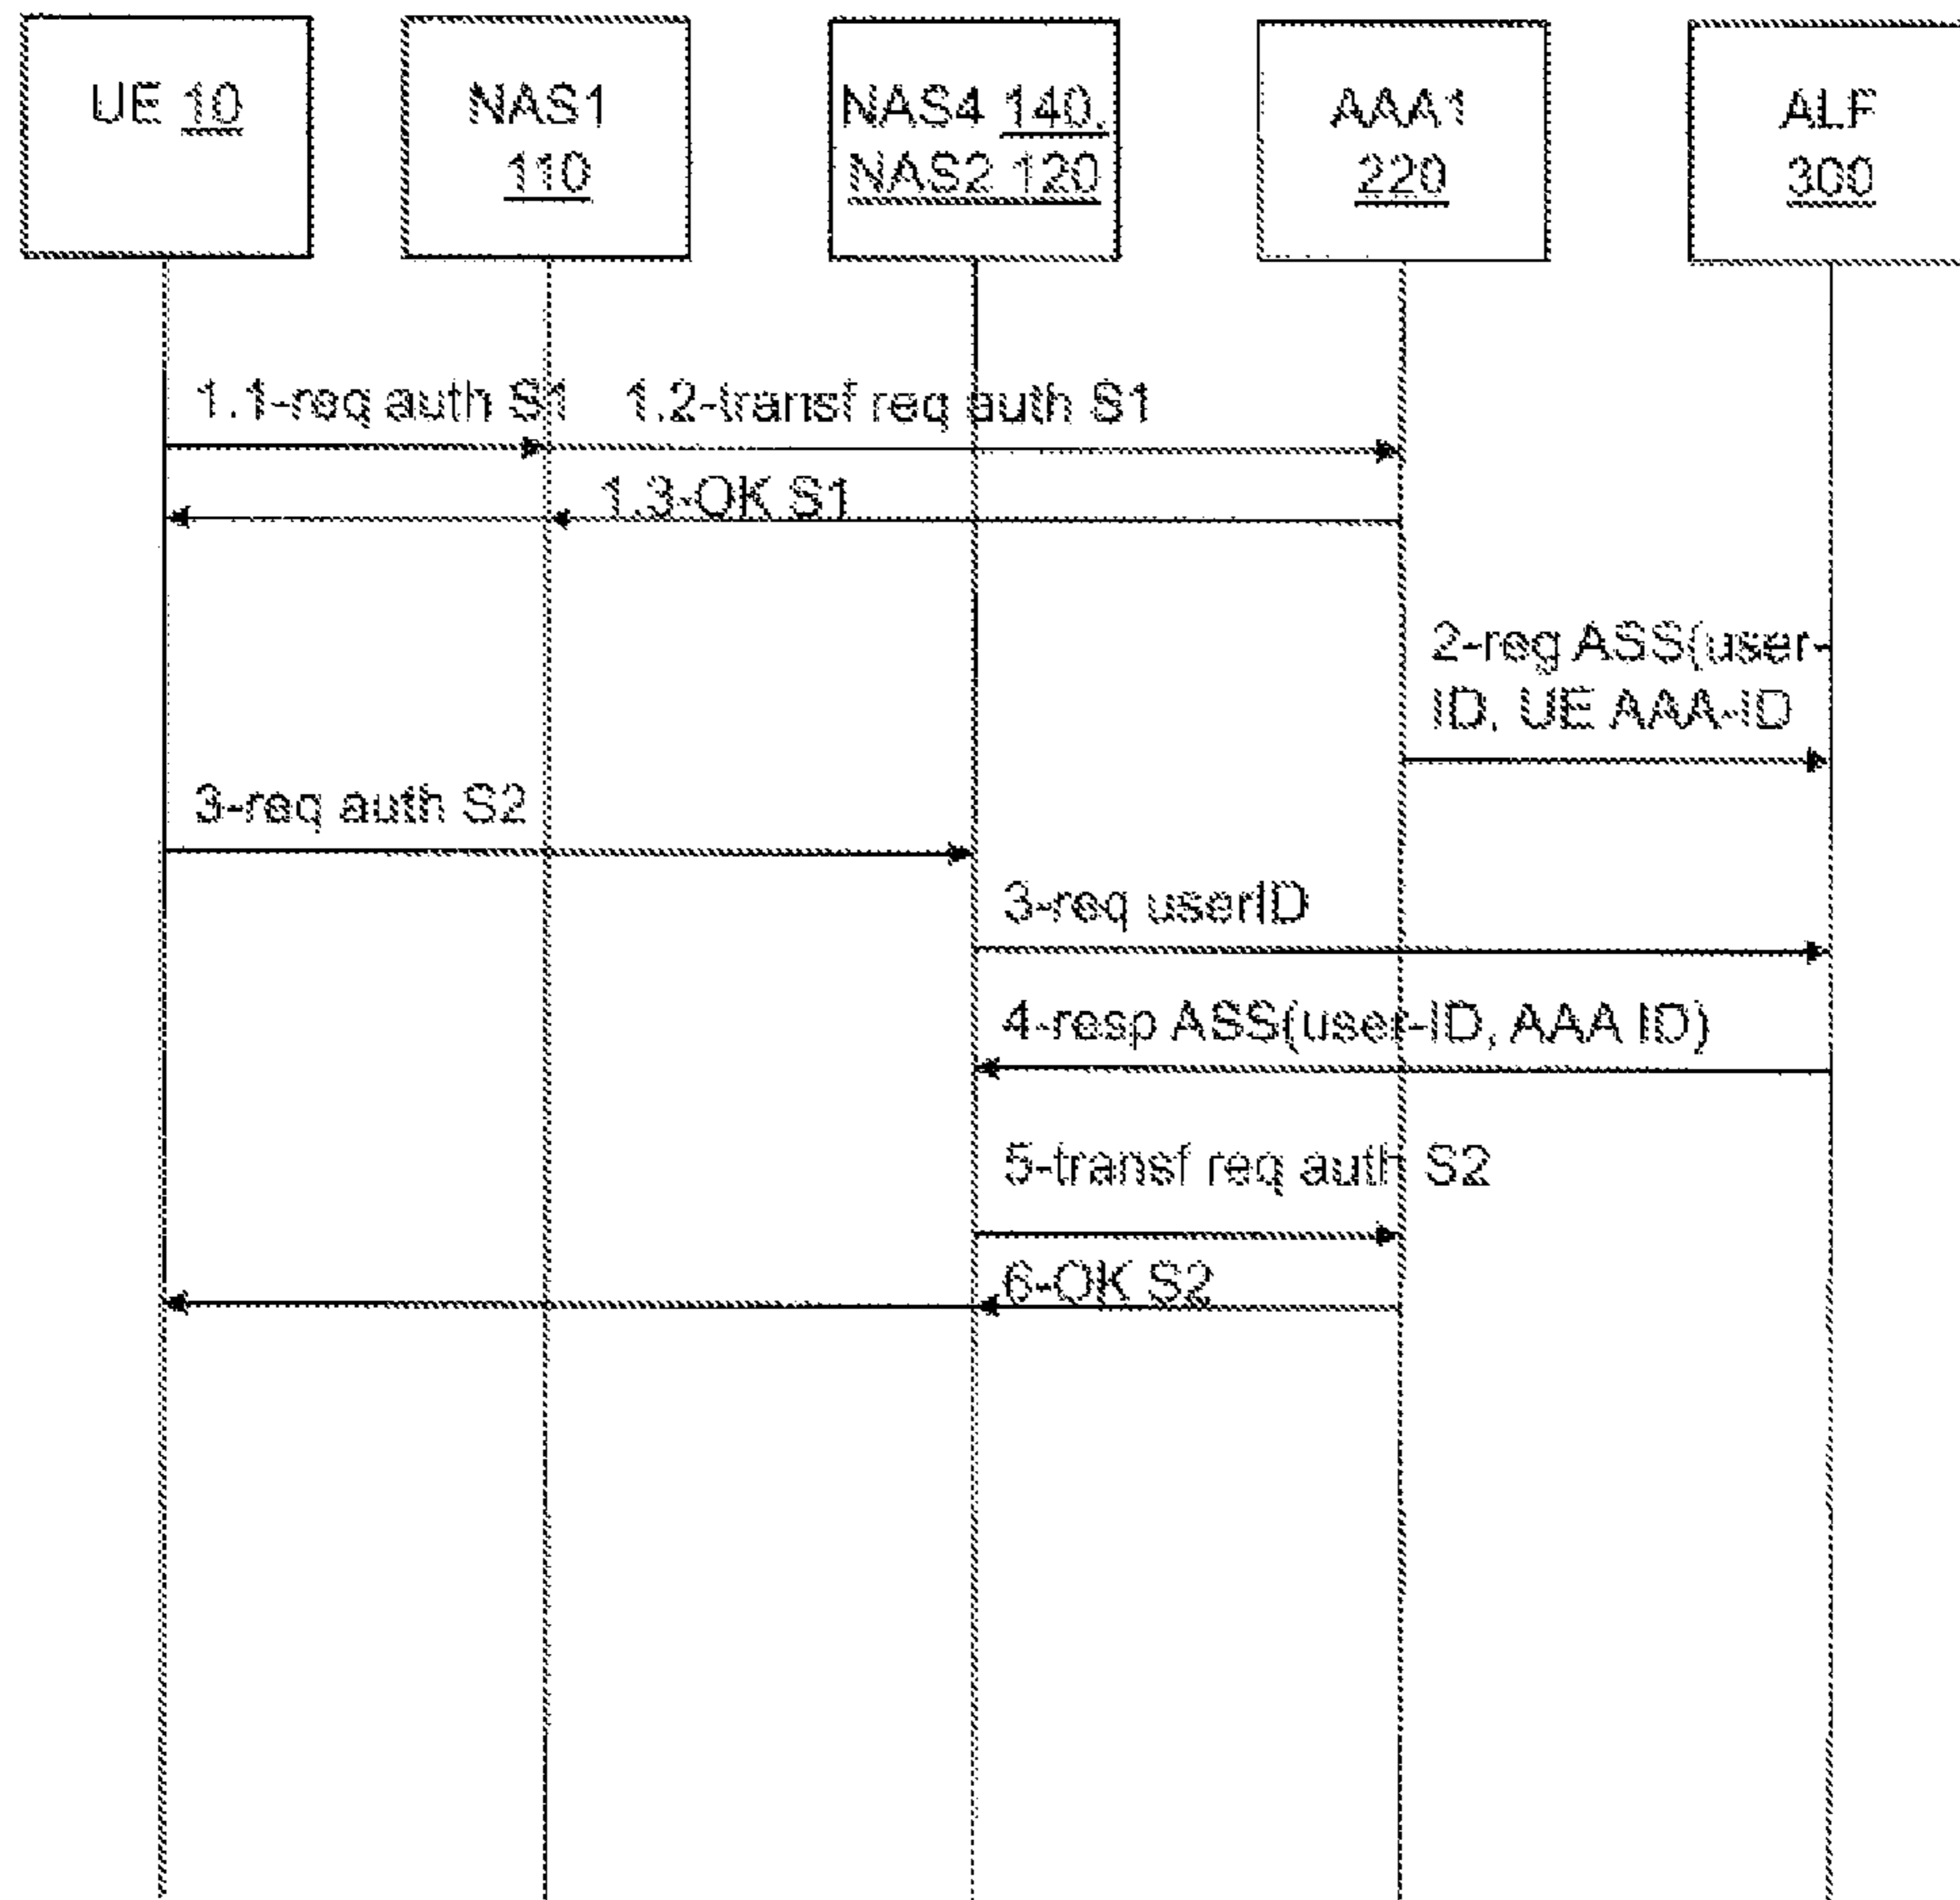 UE 10
NAS1
110
NAS4 140,
NAS2 120
AAA1
220
ALF
300
1.1-req auth S1
1.2-transf req auth S1
1.3-OK S1
2-reg ASS(user-
ID, UE AAA-ID
3-req auth S2
3-req userID
4-resp ASS(user-ID, AAA ID)
5-transf req auth S2
6-OK S2